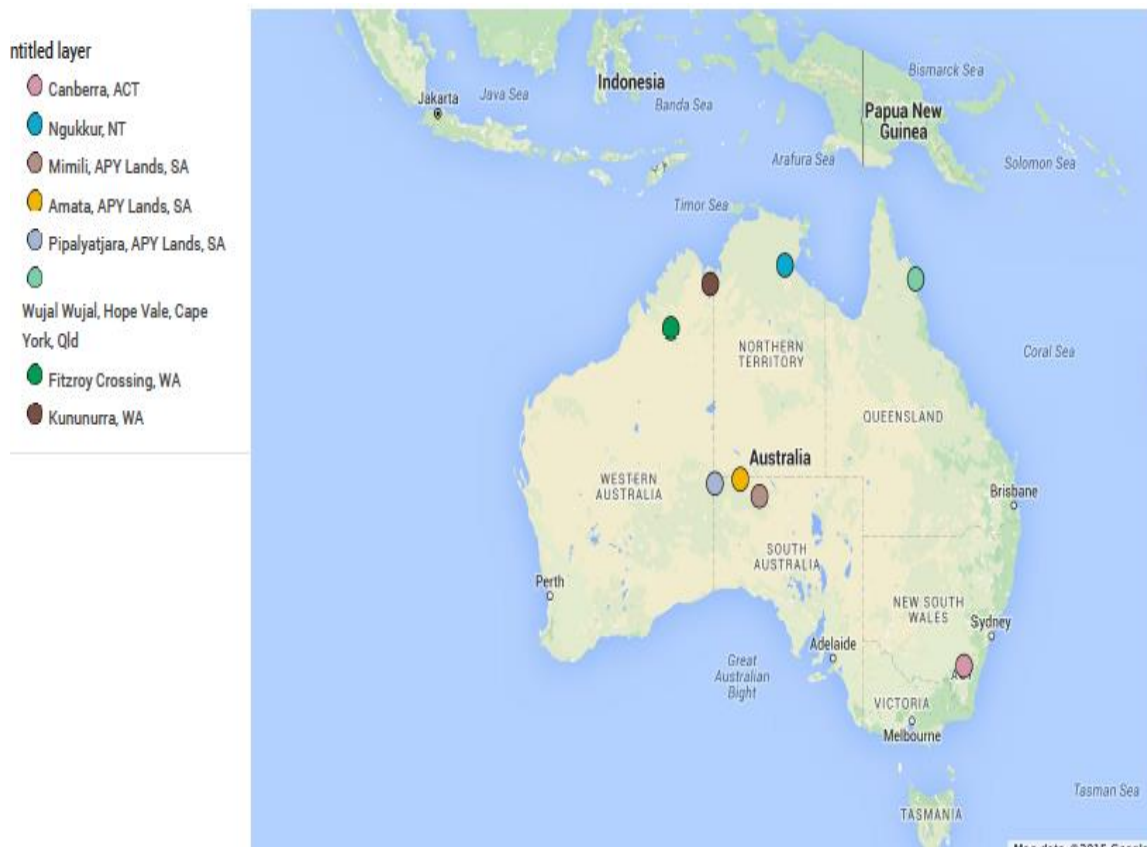 ntitled layer
Canberra, ACT
Ngukkur, NT
Mimili, APY Lands, SA
Amata, APY Lands, SA
Pipalyatjara, APY Lands, SA
Wujal Wujal, Hope Vale, Cape
York, Qld
Fitzroy Crossing, WA
Kununurra, WA
Indonesia
Bismarck Sea
Jakarta
Java Sea
Banda Sea
Papua New
Guinea
Arafura Sea
Solomon Sea
Timor Sea
NORTHERN
TERRITORY
Coral Sea
QUEENSLAND
Australia
WESTERN
AUSTRALIA
Brisbane
SOUTH
AUSTRALIA
Perth
NEW SOUTH
WALES
Sydney
Adelaide
Great
Australian
Bight
VICTORIA
Melbourne
Tasman Sea
TASMANIA